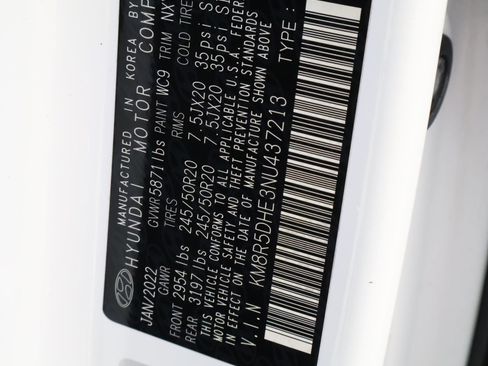 MANUFACTURED IN KOREA BY
HYUNDAI MOTOR COMP
JAN/2022 GVWR 5871 lbs PAINT WC9 TRIM NX
GAWR TIRES RIMS COLD TIRE
FRONT 2954 lbs 245/50R20 7.5JX20 35psi
REAR 3197 lbs 245/50R20 7.5JX20 35psi
THIS VEHICLE CONFORMS TO ALL APPLICABLE U.S.A. FEDER
MOTOR VEHICLE SAFETY AND THEFT PREVENTION STANDARDS
IN EFFECT ON THE DATE OF MANUFACTURE SHOWN ABOVE
V.I.N KM8R5DHE3NU437213 TYPE :